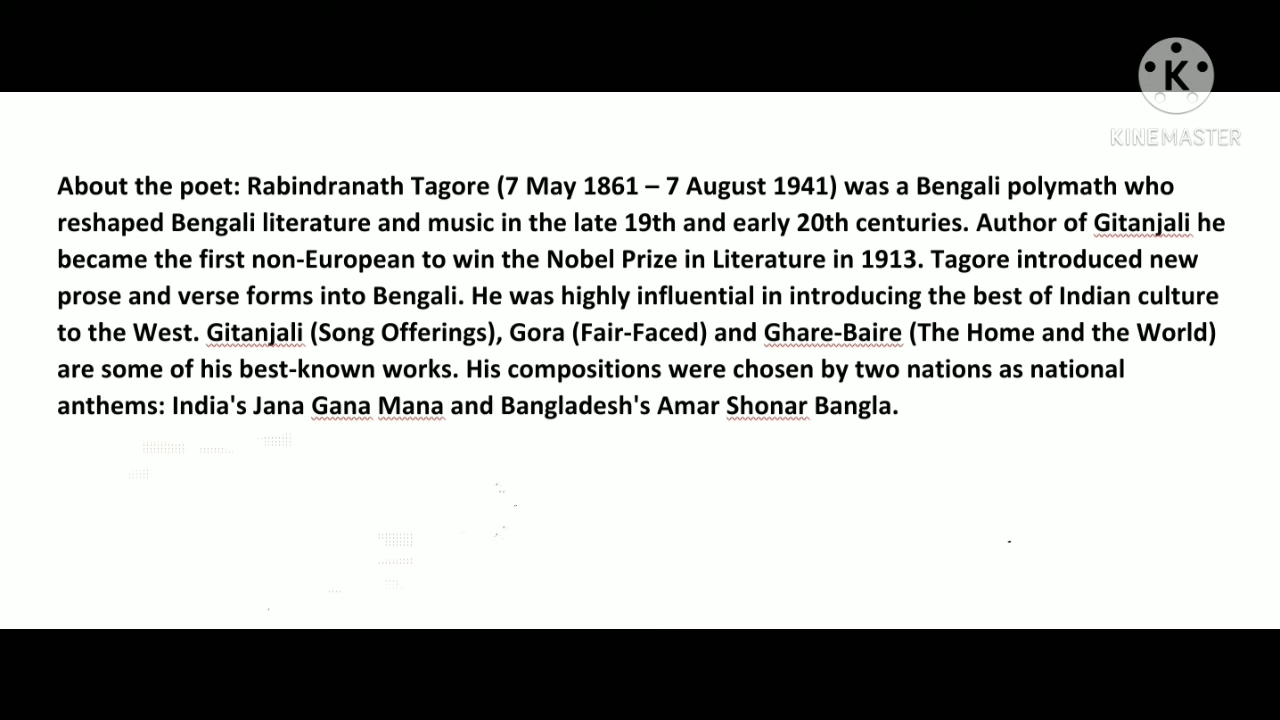 K
KINEMASTER
About the poet: Rabindranath Tagore (7 May 1861 – 7 August 1941) was a Bengali polymath who
reshaped Bengali literature and music in the late 19th and early 20th centuries. Author of Gitanjali he
became the first non-European to win the Nobel Prize in Literature in 1913. Tagore introduced new
prose and verse forms into Bengali. He was highly influential in introducing the best of Indian culture
to the West. Gitanjali (Song Offerings), Gora (Fair-Faced) and Ghare-Baire (The Home and the World)
are some of his best-known works. His compositions were chosen by two nations as national
anthems: India's Jana Gana Mana and Bangladesh's Amar Shonar Bangla.